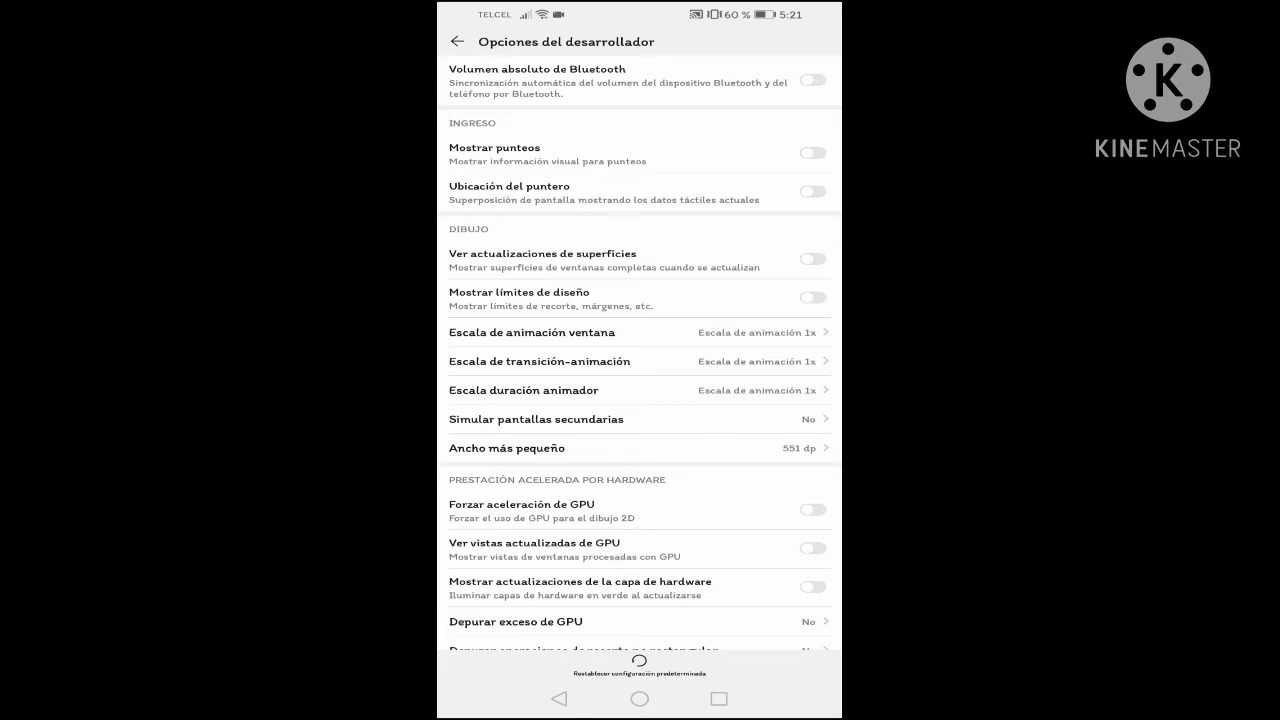 TELCEL 60 % 5:21
Opciones del desarrollador
Volumen absoluto de Bluetooth
Sincronización automática del volumen del dispositivo Bluetooth y del
teléfono por Bluetooth.
INGRESO
Mostrar punteos
Mostrar información visual para punteos
Ubicación del puntero
Superposición de pantalla mostrando los datos táctiles actuales
DIBUJO
Ver actualizaciones de superficies
Mostrar superficies de ventanas completas cuando se actualizan
Mostrar límites de diseño
Mostrar límites de recorte, márgenes, etc.
Escala de animación ventana Escala de animación 1x
Escala de transición-animación Escala de animación 1x
Escala duración animador Escala de animación 1x
Simular pantallas secundarias No
Ancho más pequeño 551 dp
PRESTACIÓN ACELERADA POR HARDWARE
Forzar aceleración de GPU
Forzar el uso de GPU para el dibujo 2D
Ver vistas actualizadas de GPU
Mostrar vistas de ventanas procesadas con GPU
Mostrar actualizaciones de la capa de hardware
Iluminar capas de hardware en verde al actualizarse
Depurar exceso de GPU No
Restablecer configuración predeterminada
K
KINEMASTER